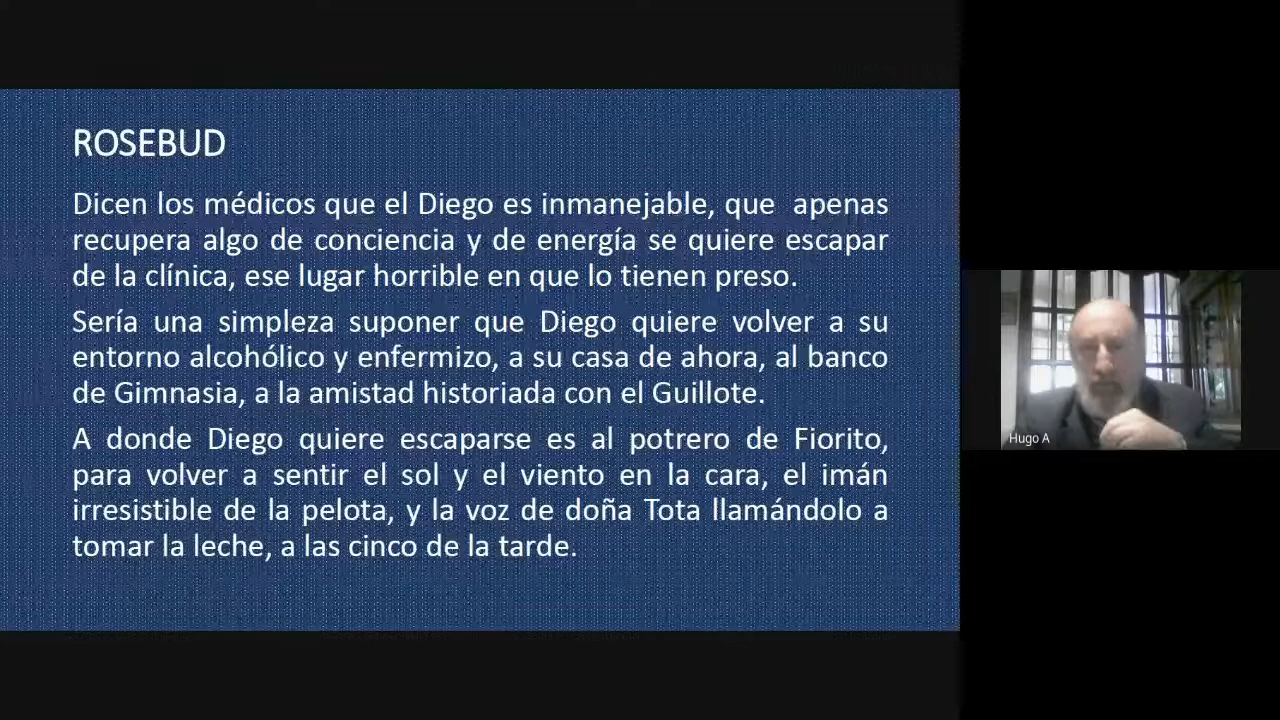 ROSEBUD
Dicen los médicos que el Diego es inmanejable, que apenas
recupera algo de conciencia y de energía se quiere escapar
de la clínica, ese lugar horrible en que lo tienen preso.
Sería una simpleza suponer que Diego quiere volver a su
entorno alcohólico y enfermizo, a su casa de ahora, al banco
de Gimnasia, a la amistad historiada con el Guillote.
A donde Diego quiere escaparse es al potrero de Fiorito,
para volver a sentir el sol y el viento en la cara, el imán
irresistible de la pelota, y la voz de doña Tota llamándolo a
tomar la leche, a las cinco de la tarde.
Hugo A